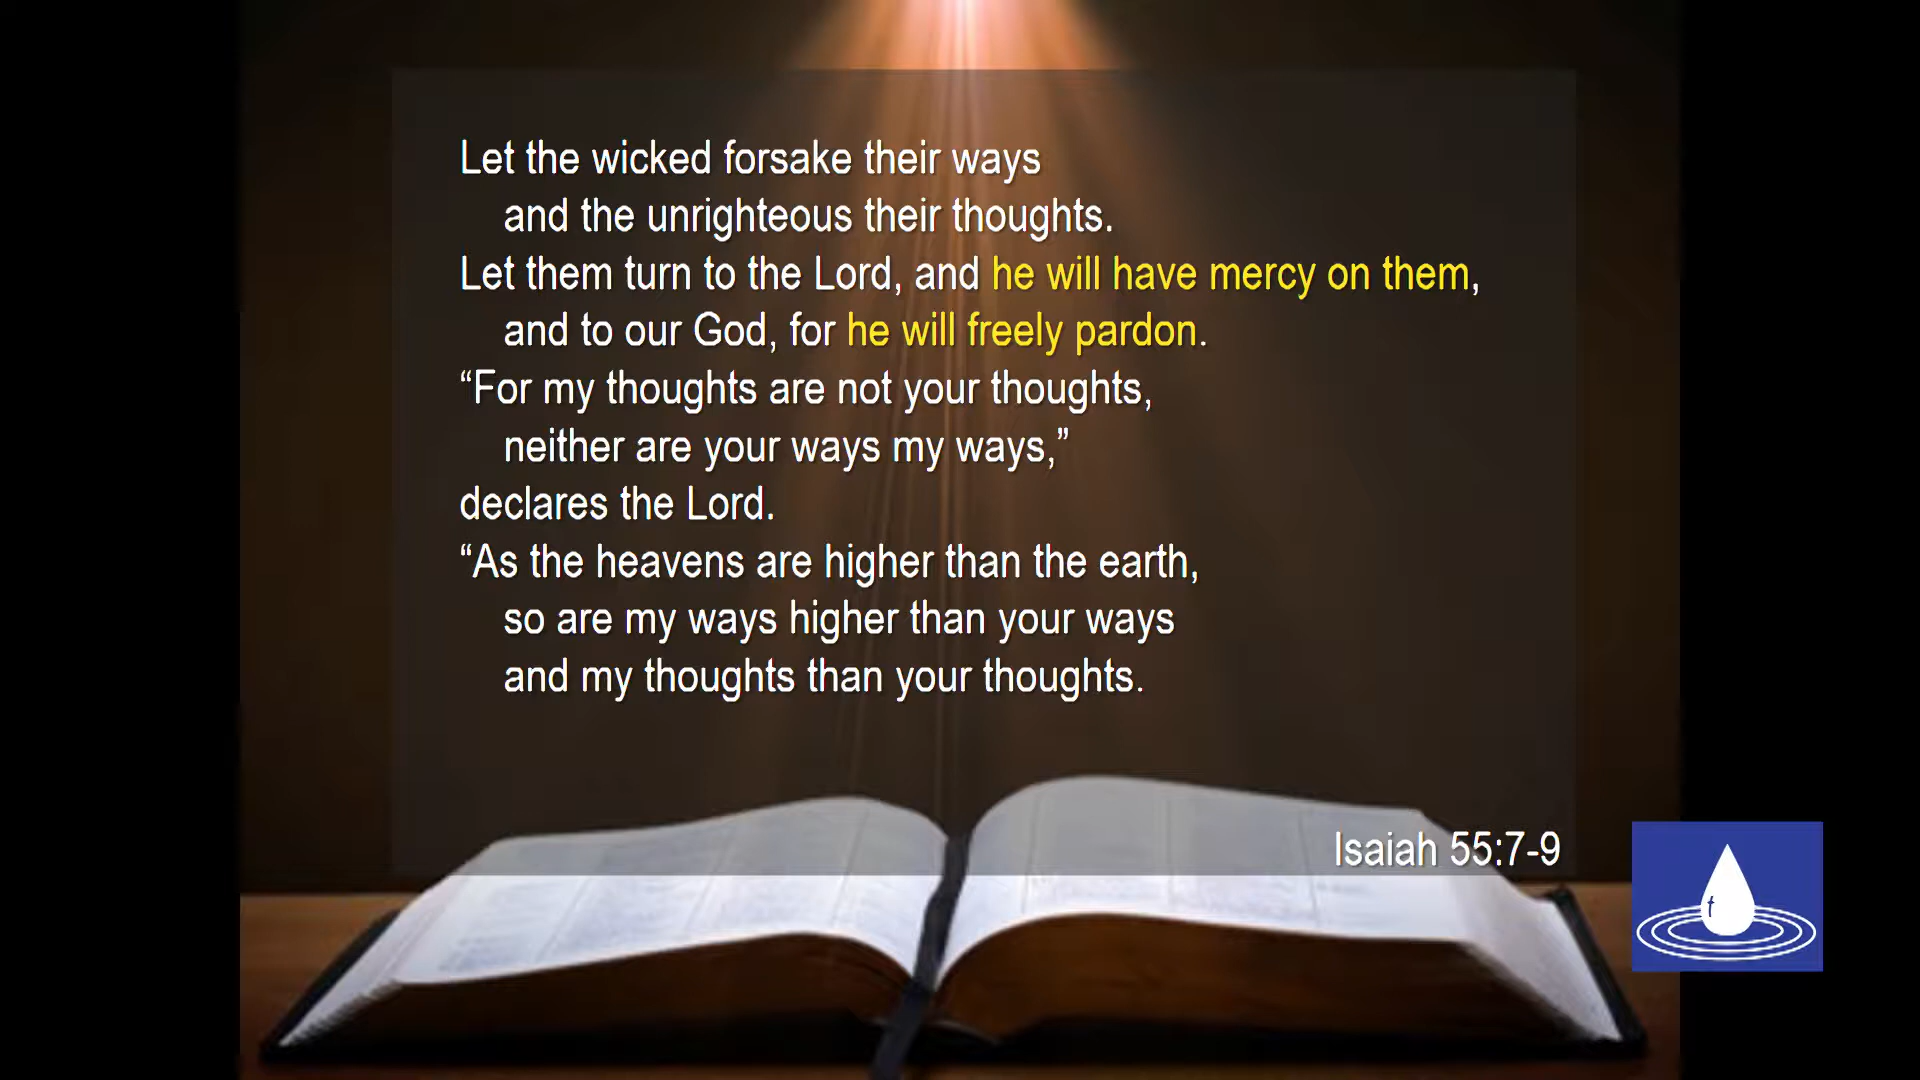 Let the wicked forsake their ways
and the unrighteous their thoughts.
Let them turn to the Lord, and he will have mercy on them,
and to our God, for he will freely pardon.
“For my thoughts are not your thoughts,
neither are your ways my ways,”
declares the Lord.
“As the heavens are higher than the earth,
so are my ways higher than your ways
and my thoughts than your thoughts.
Isaiah 55:7-9
t